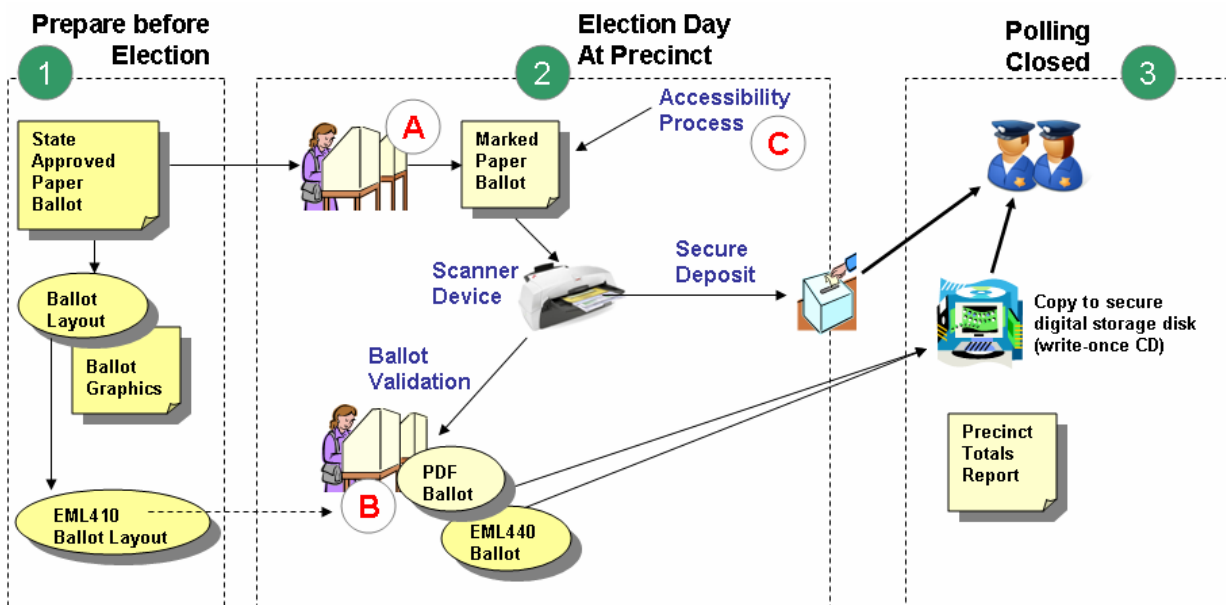 Prepare before
Election
1
State
Approved
Paper
Ballot
Ballot
Layout
Ballot
Graphics
EML410
Ballot Layout
Election Day
At Precinct
2
A
Marked
Paper
Ballot
Accessibility
Process
C
Scanner
Device
Secure
Deposit
Ballot
Validation
B
PDF
Ballot
EML440
Ballot
Polling
Closed
3
Copy to secure
digital storage disk
(write-once CD)
Precinct
Totals
Report